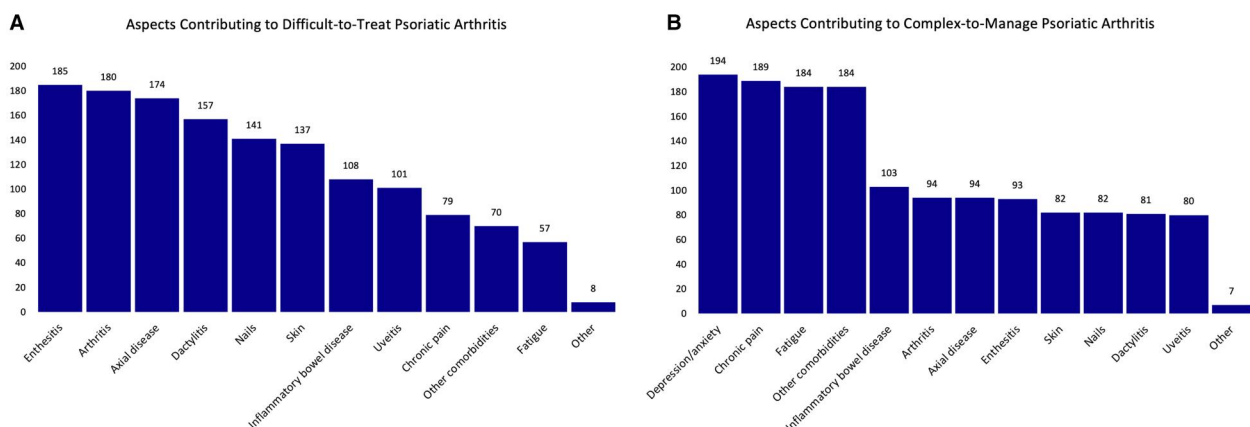 A
Aspects Contributing to Difficult-to-Treat Psoriatic Arthritis
200
180
160
140
120
100
80
60
40
20
0
185
180
174
157
141
137
108
101
79
70
57
8
Enthesitis
Arthritis
Axial disease
Dactylitis
Nails
Skin
Inflammatory bowel disease
Uveitis
Chronic pain
Other comorbidities
Fatigue
Other
B
Aspects Contributing to Complex-to-Manage Psoriatic Arthritis
200
180
160
140
120
100
80
60
40
20
0
194
189
184
184
103
94
94
93
82
82
81
80
7
Depression/anxiety
Chronic pain
Fatigue
Other comorbidities
Inflammatory bowel disease
Arthritis
Axial disease
Enthesitis
Skin
Nails
Dactylitis
Uveitis
Other